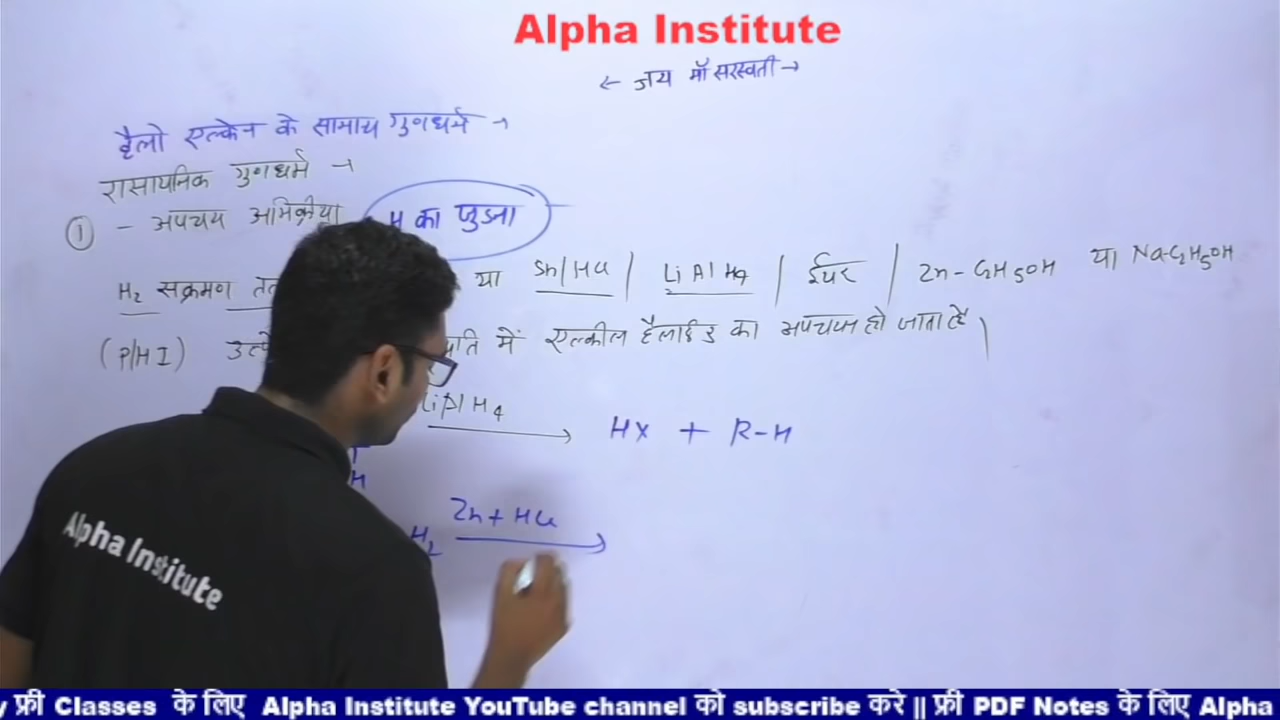 Alpha Institute
← जय माँ सरस्वती →
हैलो एल्केन के सामान्य गुणधर्म →
रासायनिक गुणधर्म →
① - अपचयन अभिक्रिया H का जुड़ना
H2 सक्रमण या Sn/HCl | LiAlH4 | ईथर | Zn-C2H5OH या Na-C2H5OH
(P/HI) में एल्कील हैलाईड का अपचयन हो जाता है |
LiAlH4
HX + R-H
H
Zn + HCl
H2
Alpha Institute
फ्री Classes के लिए Alpha Institute YouTube channel को subscribe करे || फ्री PDF Notes के लिए Alpha